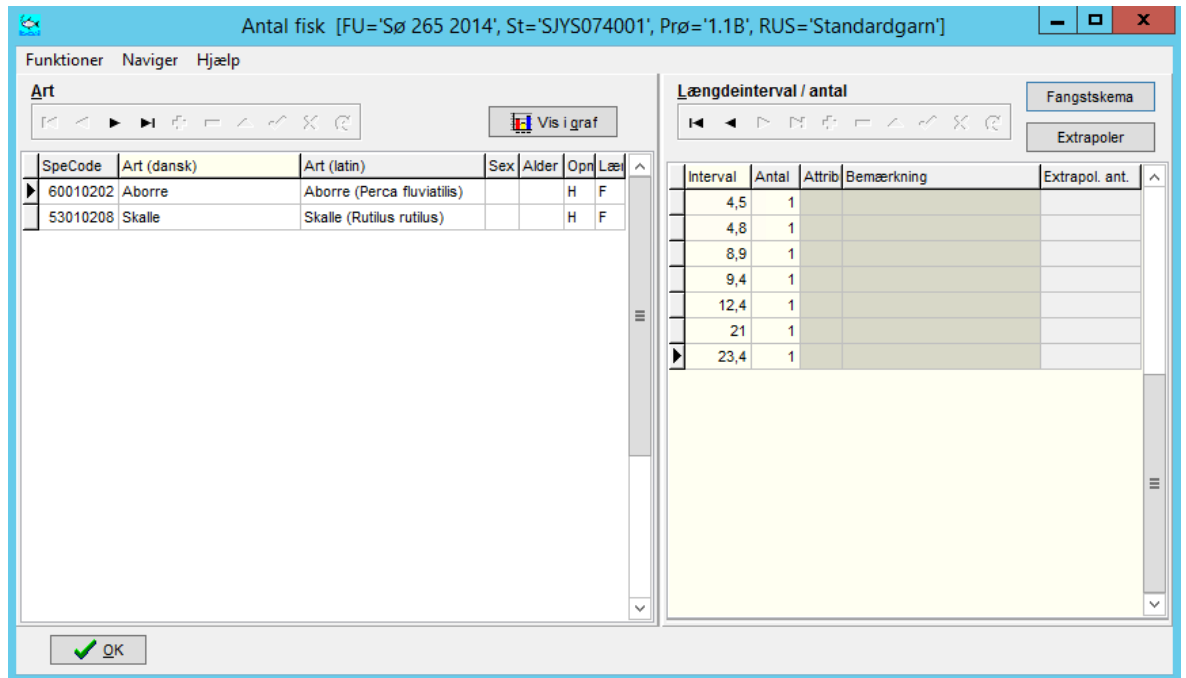 Antal fisk [FU='Sø 265 2014', St='SJYS074001', Prø='1.1B', RUS='Standardgarn']
Funktioner Naviger Hjælp
Art
Vis i graf
SpeCode Art (dansk) Art (latin) Sex Alder Opn Læ
60010202 Aborre Aborre (Perca fluviatilis) H F
53010208 Skalle Skalle (Rutilus rutilus) H F
Længdeinterval / antal
Fangstskema
Extrapoler
Interval Antal Attrib Bemærkning Extrapol. ant.
4,5 1
4,8 1
8,9 1
9,4 1
12,4 1
21 1
23,4 1
OK